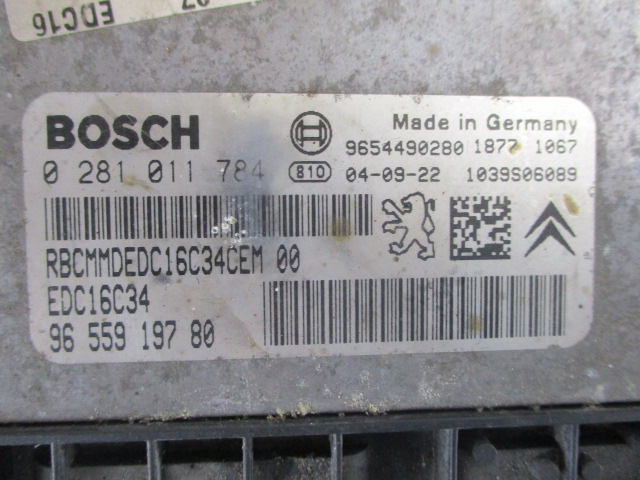 EDC16
BOSCH
Made in Germany
0 281 011 784
9654490280 1877 1067
810 04-09-22 1039S06089
RBCMMDEDC16C34CEM 00
EDC16C34
96 559 197 80